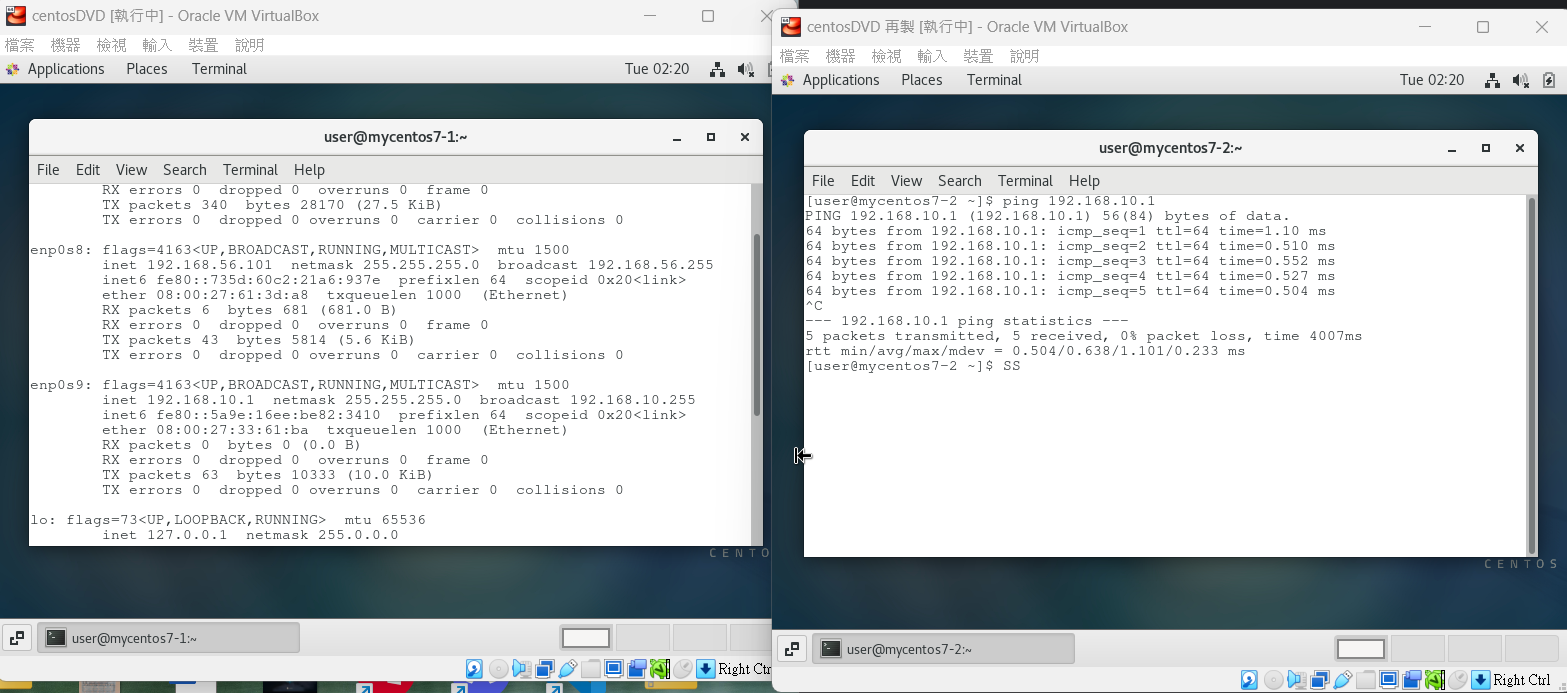 centosDVD [執行中] - Oracle VM VirtualBox
檔案 機器 檢視 輸入 裝置 說明
Applications Places Terminal Tue 02:20
user@mycentos7-1:~
File Edit View Search Terminal Help
RX errors 0 dropped 0 overruns 0 frame 0
TX packets 340 bytes 28170 (27.5 KiB)
TX errors 0 dropped 0 overruns 0 carrier 0 collisions 0
enp0s8: flags=4163<UP,BROADCAST,RUNNING,MULTICAST> mtu 1500
inet 192.168.56.101 netmask 255.255.255.0 broadcast 192.168.56.255
inet6 fe80::735d:60c2:21a6:937e prefixlen 64 scopeid 0x20<link>
ether 08:00:27:61:3d:a8 txqueuelen 1000 (Ethernet)
RX packets 6 bytes 681 (681.0 B)
RX errors 0 dropped 0 overruns 0 frame 0
TX packets 43 bytes 5814 (5.6 KiB)
TX errors 0 dropped 0 overruns 0 carrier 0 collisions 0
enp0s9: flags=4163<UP,BROADCAST,RUNNING,MULTICAST> mtu 1500
inet 192.168.10.1 netmask 255.255.255.0 broadcast 192.168.10.255
inet6 fe80::5a9e:16ee:be82:3410 prefixlen 64 scopeid 0x20<link>
ether 08:00:27:33:61:ba txqueuelen 1000 (Ethernet)
RX packets 0 bytes 0 (0.0 B)
RX errors 0 dropped 0 overruns 0 frame 0
TX packets 63 bytes 10333 (10.0 KiB)
TX errors 0 dropped 0 overruns 0 carrier 0 collisions 0
lo: flags=73<UP,LOOPBACK,RUNNING> mtu 65536
inet 127.0.0.1 netmask 255.0.0.0
CENTO
user@mycentos7-1:~
Right Ctr
centosDVD 再製 [執行中] - Oracle VM VirtualBox
檔案 機器 檢視 輸入 裝置 說明
Applications Places Terminal Tue 02:20
user@mycentos7-2:~
File Edit View Search Terminal Help
[user@mycentos7-2 ~]$ ping 192.168.10.1
PING 192.168.10.1 (192.168.10.1) 56(84) bytes of data.
64 bytes from 192.168.10.1: icmp_seq=1 ttl=64 time=1.10 ms
64 bytes from 192.168.10.1: icmp_seq=2 ttl=64 time=0.510 ms
64 bytes from 192.168.10.1: icmp_seq=3 ttl=64 time=0.552 ms
64 bytes from 192.168.10.1: icmp_seq=4 ttl=64 time=0.527 ms
64 bytes from 192.168.10.1: icmp_seq=5 ttl=64 time=0.504 ms
^C
--- 192.168.10.1 ping statistics ---
5 packets transmitted, 5 received, 0% packet loss, time 4007ms
rtt min/avg/max/mdev = 0.504/0.638/1.101/0.233 ms
[user@mycentos7-2 ~]$ SS
CENTOS
user@mycentos7-2:~
Right Ctrl